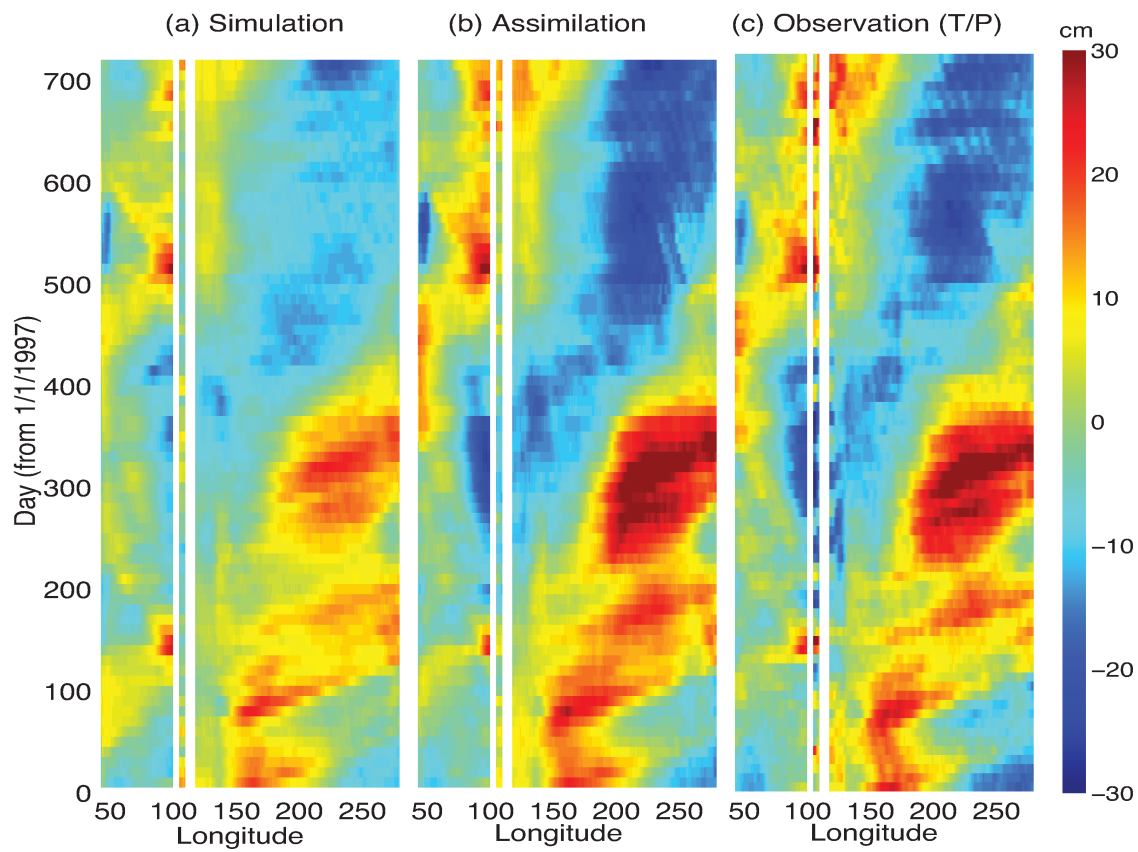 (a) Simulation (b) Assimilation (c) Observation (T/P)
cm
30
20
10
0
−10
−20
−30
Day (from 1/1/1997)
700
600
500
400
300
200
100
0
50 100 150 200 250
Longitude
50 100 150 200 250
Longitude
50 100 150 200 250
Longitude